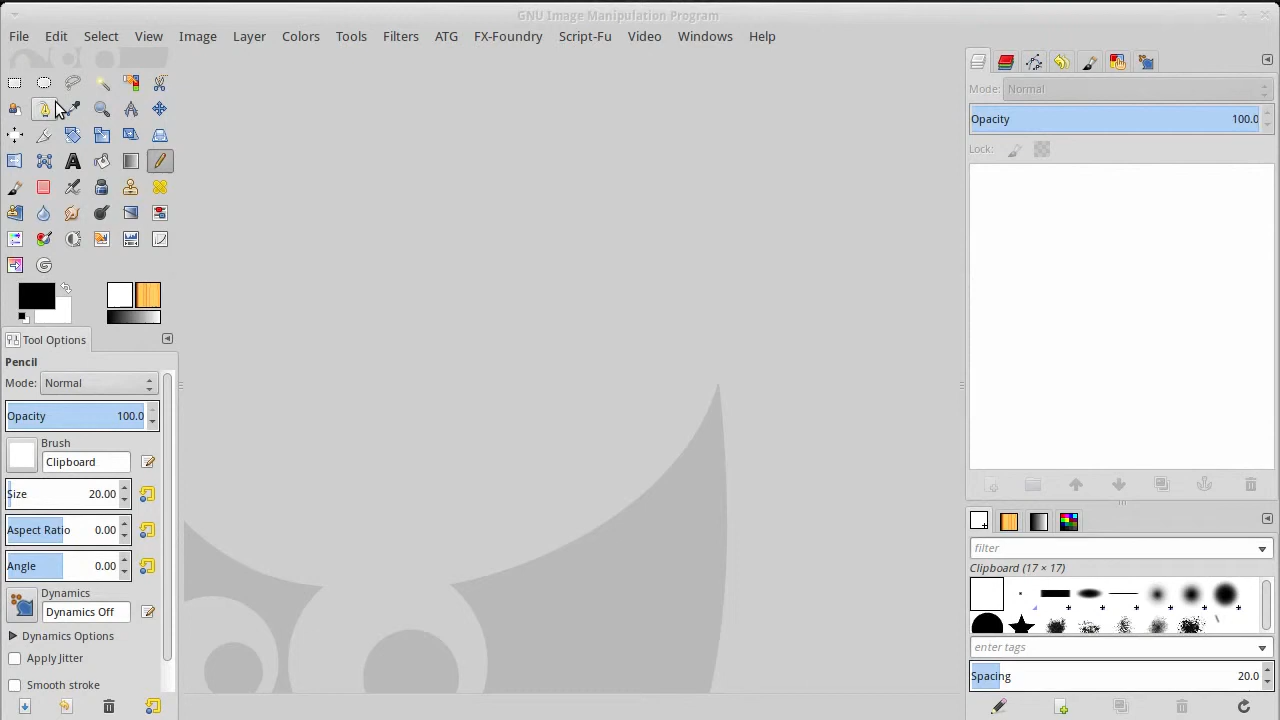 GNU Image Manipulation Program
File Edit Select View Image Layer Colors Tools Filters ATG FX-Foundry Script-Fu Video Windows Help
Mode: Normal
Opacity 100.0
Lock:
Tool Options
Pencil
Mode: Normal
Opacity 100.0
Brush
Clipboard
Size 20.00
Aspect Ratio 0.00
Angle 0.00
Dynamics
Dynamics Off
Dynamics Options
Apply Jitter
Smooth stroke
filter
Clipboard (17 × 17)
enter tags
Spacing 20.0